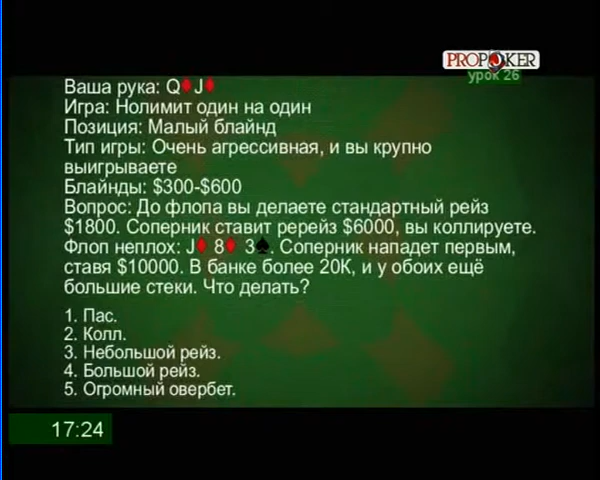 PROPOKER
урок 26
Ваша рука: Q♦J♦
Игра: Нолимит один на один
Позиция: Малый блайнд
Тип игры: Очень агрессивная, и вы крупно
выигрываете
Блайнды: $300-$600
Вопрос: До флопа вы делаете стандартный рейз
$1800. Соперник ставит ререйз $6000, вы коллируете.
Флоп неплох: J♦ 8♦ 3♠. Соперник нападет первым,
ставя $10000. В банке более 20К, и у обоих ещё
большие стеки. Что делать?
1. Пас.
2. Колл.
3. Небольшой рейз.
4. Большой рейз.
5. Огромный овербет.
17:24